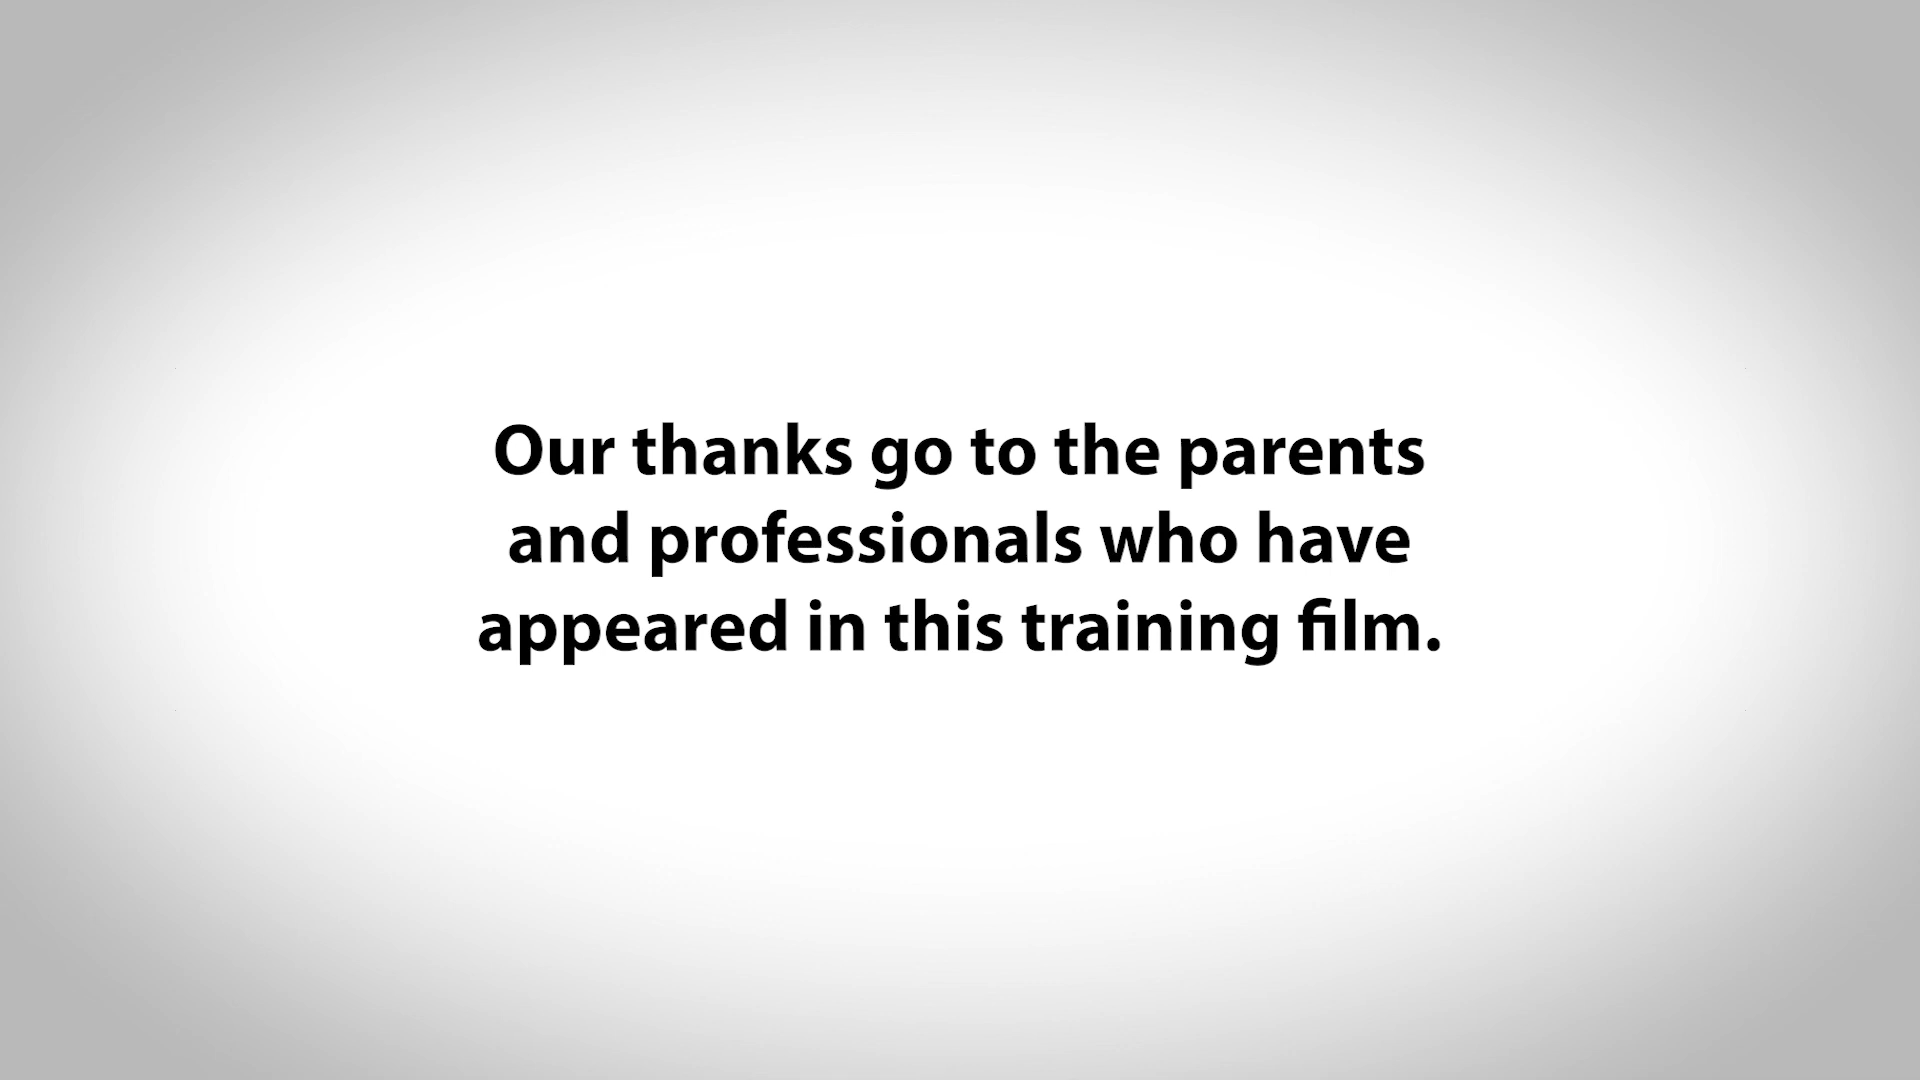 Our thanks go to the parents
and professionals who have
appeared in this training film.